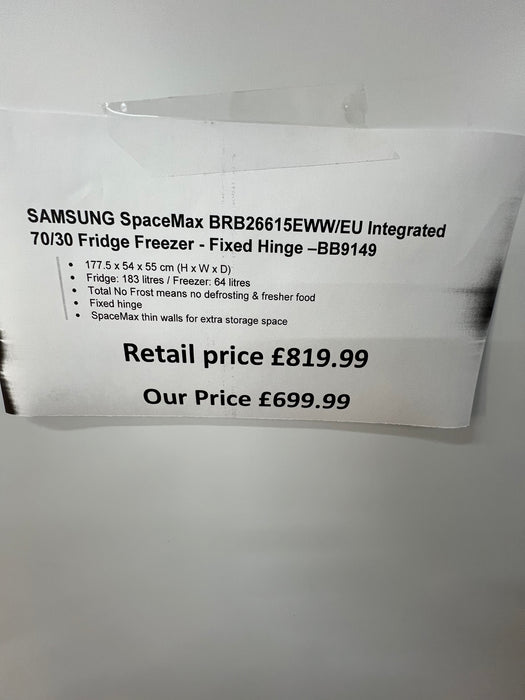 SAMSUNG SpaceMax BRB26615EWW/EU Integrated
70/30 Fridge Freezer - Fixed Hinge –BB9149
• 177.5 x 54 x 55 cm (H x W x D)
• Fridge: 183 litres / Freezer: 64 litres
• Total No Frost means no defrosting & fresher food
• Fixed hinge
• SpaceMax thin walls for extra storage space
Retail price £819.99
Our Price £699.99